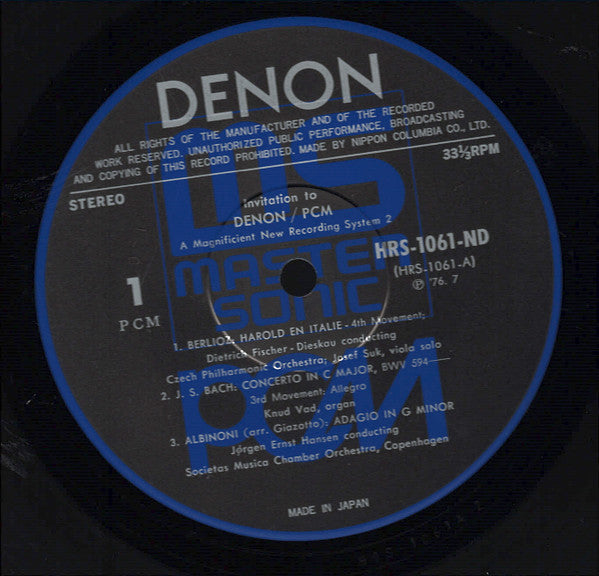 DENON
ALL RIGHTS OF THE MANUFACTURER AND OF THE RECORDED
WORK RESERVED. UNAUTHORIZED PUBLIC PERFORMANCE, BROADCASTING
AND COPYING OF THIS RECORD PROHIBITED. MADE BY NIPPON COLUMBIA CO., LTD.
STEREO
33⅓RPM
Invitation to
DENON / PCM
A Magnificient New Recording System 2
HRS-1061-ND
(HRS-1061-A)
℗ '76. 7
1
PCM
MS
MASTER
SONIC
PCM
1. BERLIOZ: HAROLD EN ITALIE - 4th Movement;
Dietrich Fischer - Dieskau conducting
Czech Philharmonic Orchestra; Josef Suk, viola solo
2. J. S. BACH: CONCERTO IN C MAJOR, BWV 594
3rd Movement: Allegro
Knud Vad, organ
3. ALBINONI (arr. Giazotto): ADAGIO IN G MINOR
Jörgen Ernst Hansen conducting
Societas Musica Chamber Orchestra, Copenhagen
MADE IN JAPAN